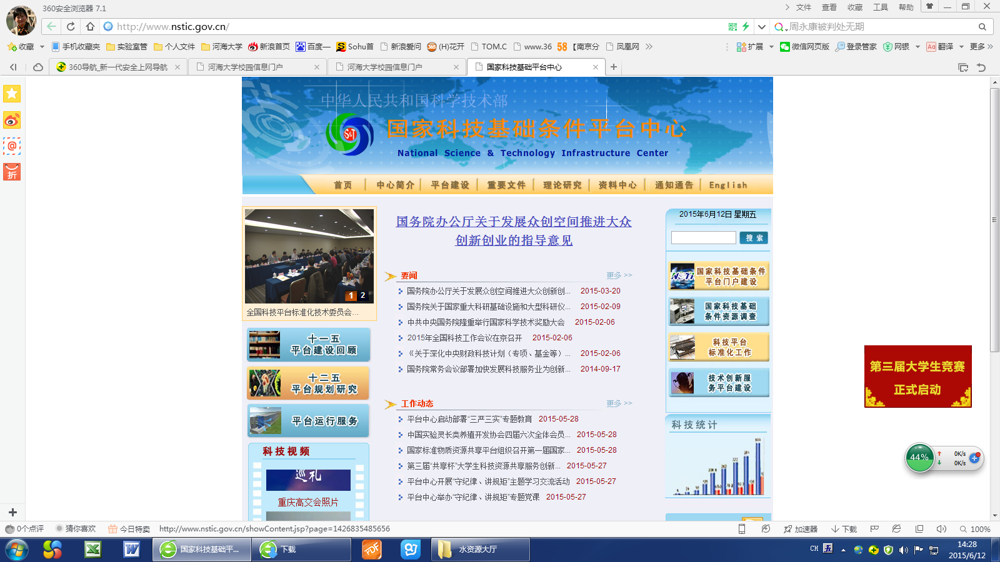 360安全浏览器 7.1
文件 查看 收藏 工具 帮助
http://www.nstic.gov.cn/
周永康被判处无期
收藏 手机收藏夹 实验室管 个人文件 河海大学 新浪首页 百度一 Sohu首 新浪爱问 (H)花开 TOM.C www.36 58 【南京分 凤凰网
扩展 微信网页版 登录管家 网银 翻译 更多
360导航_新一代安全上网导航 河海大学校园信息门户 河海大学校园信息门户 国家科技基础平台中心
@
折
中华人民共和国科学技术部
S&T
国家科技基础条件平台中心
National Science & Technology Infrastructure Center
首页 中心简介 平台建设 重要文件 理论研究 资料中心 通知通告 English
1 2
全国科技平台标准化技术委员会...
十一五
平台建设回顾
十二五
平台规划研究
平台运行服务
科技视频
巡礼
重庆高交会照片
国务院办公厅关于发展众创空间推进大众
创新创业的指导意见
要闻 更多 >>
国务院办公厅关于发展众创空间推进大众创新创... 2015-03-20
国务院关于国家重大科研基础设施和大型科研仪... 2015-02-09
中共中央国务院隆重举行国家科学技术奖励大会 2015-02-06
2015年全国科技工作会议在京召开 2015-02-06
《关于深化中央财政科技计划（专项、基金等）... 2015-02-06
国务院常务会议部署加快发展科技服务业为创新... 2014-09-17
工作动态 更多 >>
平台中心启动部署“三严三实”专题教育 2015-05-28
中国实验灵长类养殖开发协会四届六次全体会员... 2015-05-28
国家标准物质资源共享平台组织召开第一届国家... 2015-05-28
第三届“共享杯”大学生科技资源共享服务创新... 2015-05-27
平台中心开展“守纪律、讲规矩”主题学习交流活动 2015-05-27
平台中心举办“守纪律、讲规矩”专题党课 2015-05-27
2015年6月12日 星期五
搜 索
国家科技基础条件
平台门户建设
国家科技基础
条件资源调查
科技平台
标准化工作
技术创新服
务平台建设
科技统计
第三届大学生竞赛
正式启动
44% 0K/s
0K/s
0个点评 猜你喜欢 今日特卖 http://www.nstic.gov.cn/showContent.jsp?page=1426835485656
加速器 下载 100%
国家科技基础平... 下载 PDF 水资源大厅
CH 五
14:28
2015/6/12